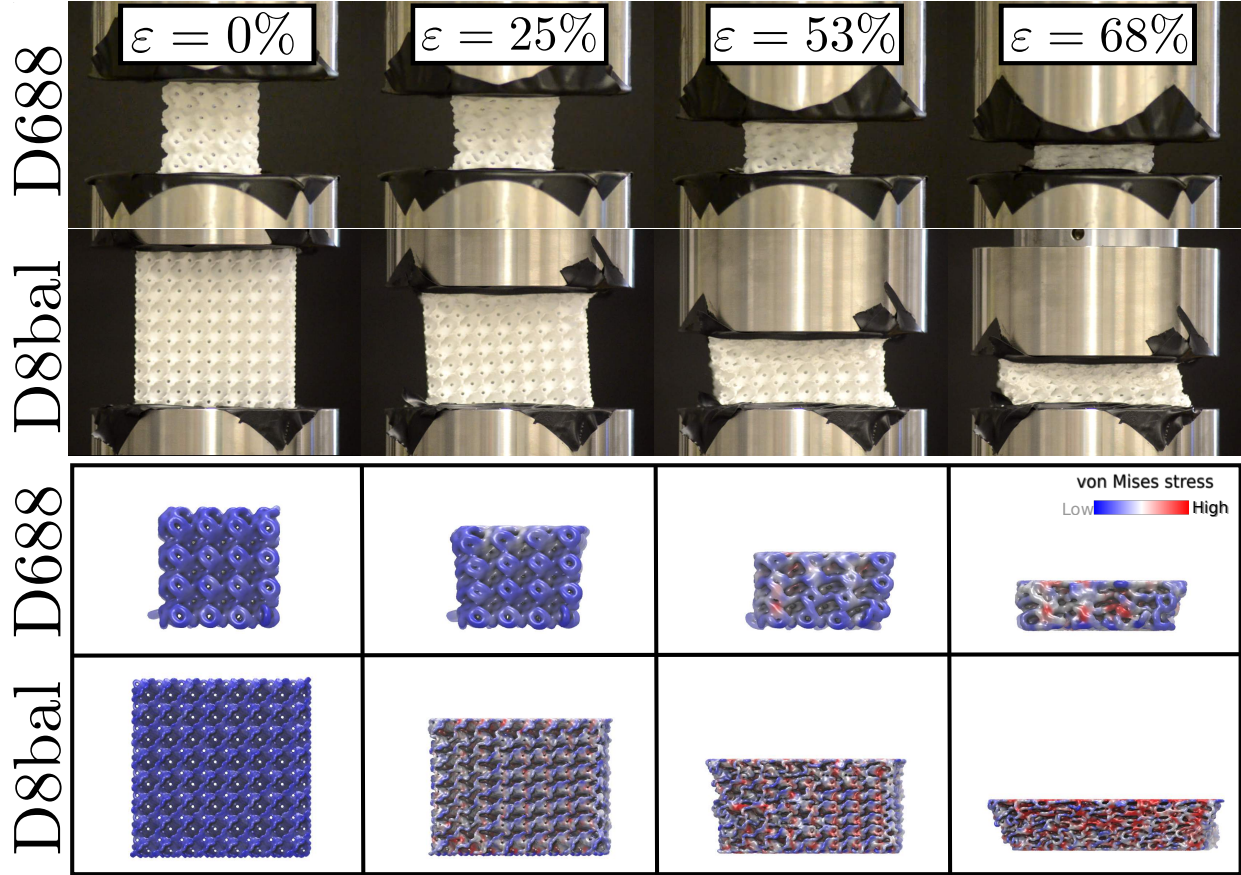 ε = 0%
ε = 25%
ε = 53%
ε = 68%
D688
D8bal
D688
von Mises stress
Low
High
D8bal